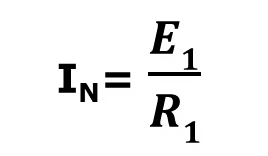 I_N = E_1 / R_1